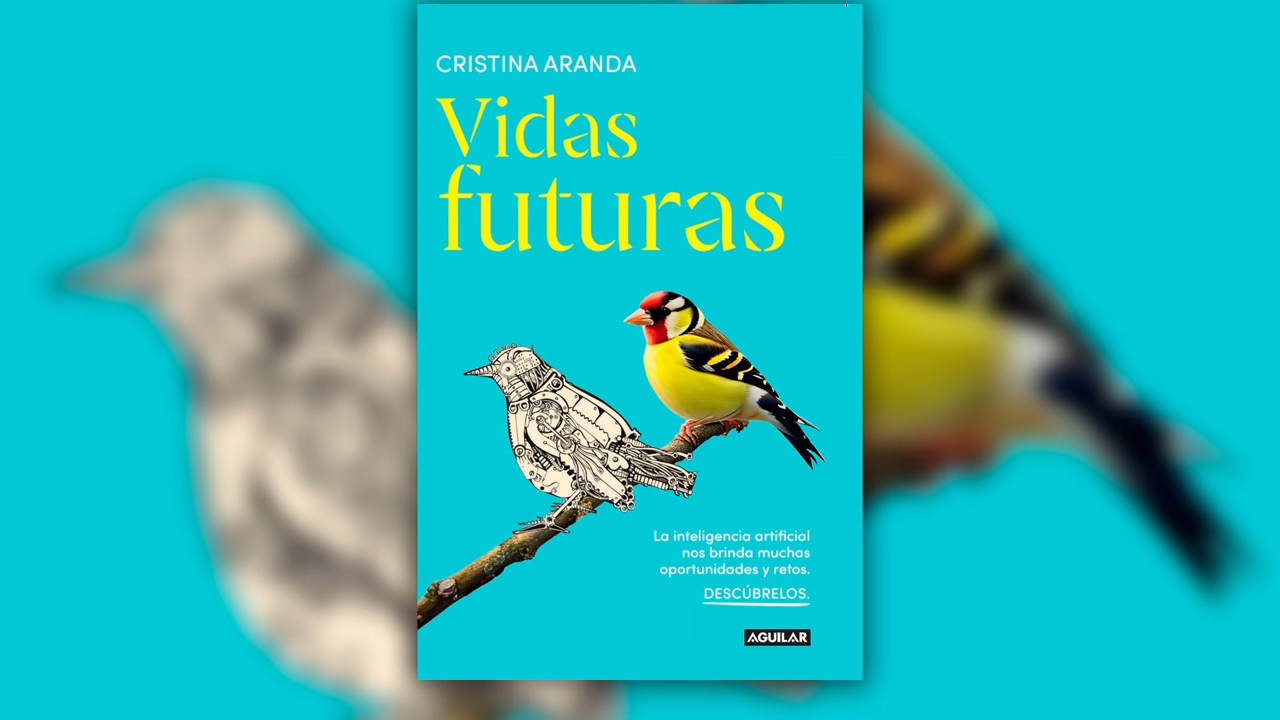 CRISTINA ARANDA
Vidas
futuras
La inteligencia artificial
nos brinda muchas
oportunidades y retos.
DESCÚBRELOS.
AGUILAR